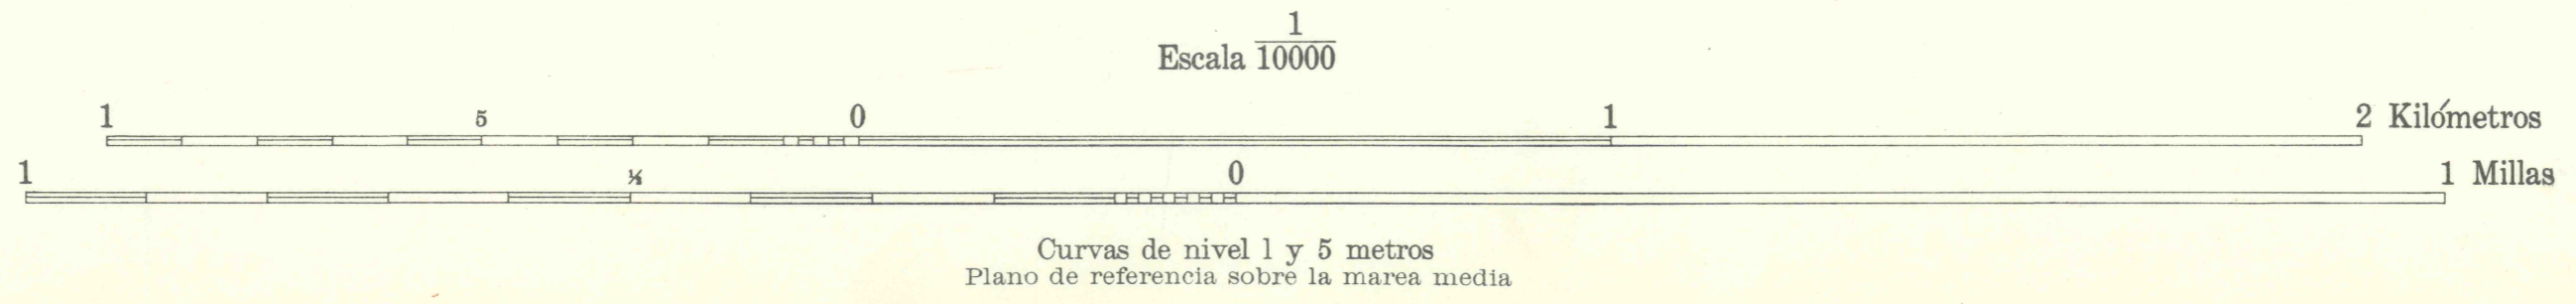 Escala 1/10000
1 5 0 1 2 Kilómetros
1 ½ 0 1 Millas
Curvas de nivel 1 y 5 metros
Plano de referencia sobre la marea media